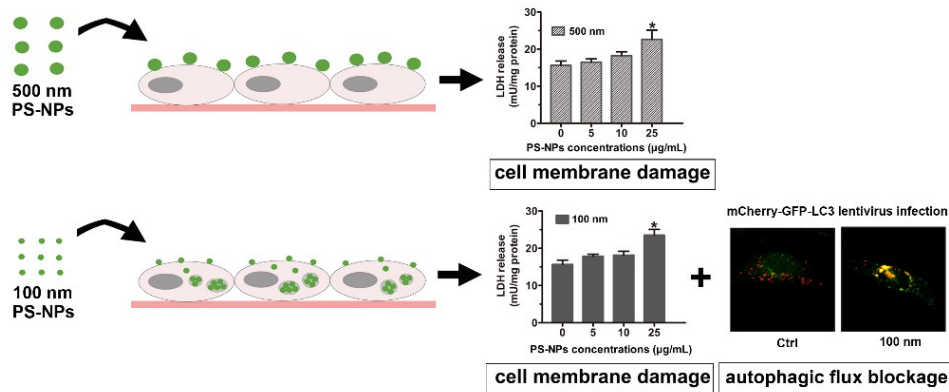 500 nm
PS-NPs
LDH release
(mU/mg protein)
30
20
10
0
500 nm
*
0 5 10 25
PS-NPs concentrations (μg/mL)
cell membrane damage
100 nm
PS-NPs
LDH release
(mU/mg protein)
30
20
10
0
100 nm
*
0 5 10 25
PS-NPs concentrations (μg/mL)
cell membrane damage
+
mCherry-GFP-LC3 lentivirus infection
Ctrl 100 nm
autophagic flux blockage